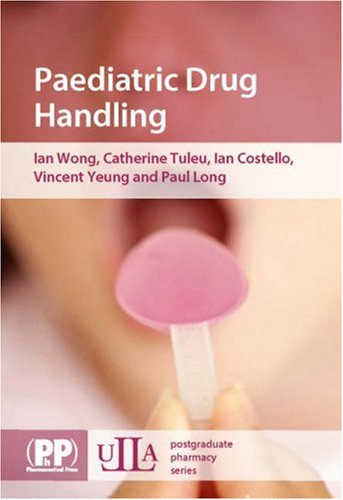 Paediatric Drug
Handling
Ian Wong, Catherine Tuleu, Ian Costello,
Vincent Yeung and Paul Long
(PP)
Pharmaceutical Press
ULLA
postgraduate
pharmacy
series